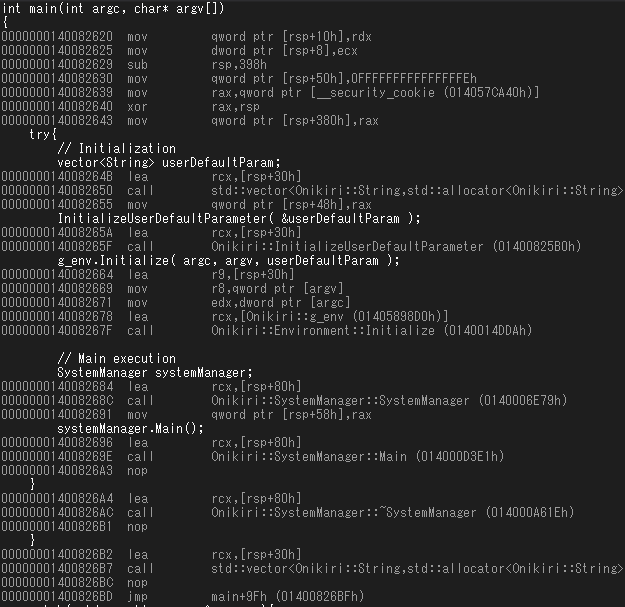 int main(int argc, char* argv[])
{
0000000140082620 mov qword ptr [rsp+10h],rdx
0000000140082625 mov dword ptr [rsp+8],ecx
0000000140082629 sub rsp,398h
0000000140082630 mov qword ptr [rsp+50h],0FFFFFFFFFFFFFFFEh
0000000140082639 mov rax,qword ptr [__security_cookie (014057CA40h)]
0000000140082640 xor rax,rsp
0000000140082643 mov qword ptr [rsp+380h],rax
try{
// Initialization
vector<String> userDefaultParam;
000000014008264B lea rcx,[rsp+30h]
0000000140082650 call std::vector<Onikiri::String,std::allocator<Onikiri::String>
0000000140082655 mov qword ptr [rsp+48h],rax
InitializeUserDefaultParameter( &userDefaultParam );
000000014008265A lea rcx,[rsp+30h]
000000014008265F call Onikiri::InitializeUserDefaultParameter (01400825B0h)
g_env.Initialize( argc, argv, userDefaultParam );
0000000140082664 lea r9,[rsp+30h]
0000000140082669 mov r8,qword ptr [argv]
0000000140082671 mov edx,dword ptr [argc]
0000000140082678 lea rcx,[Onikiri::g_env (01405898D0h)]
000000014008267F call Onikiri::Environment::Initialize (0140014DDAh)
// Main execution
SystemManager systemManager;
0000000140082684 lea rcx,[rsp+80h]
000000014008268C call Onikiri::SystemManager::SystemManager (0140006E79h)
0000000140082691 mov qword ptr [rsp+58h],rax
systemManager.Main();
0000000140082696 lea rcx,[rsp+80h]
000000014008269E call Onikiri::SystemManager::Main (014000D3E1h)
00000001400826A3 nop
}
00000001400826A4 lea rcx,[rsp+80h]
00000001400826AC call Onikiri::SystemManager::~SystemManager (014000A61Eh)
00000001400826B1 nop
}
00000001400826B2 lea rcx,[rsp+30h]
00000001400826B7 call std::vector<Onikiri::String,std::allocator<Onikiri::String>
00000001400826BC nop
00000001400826BD jmp main+9Fh (01400826BFh)